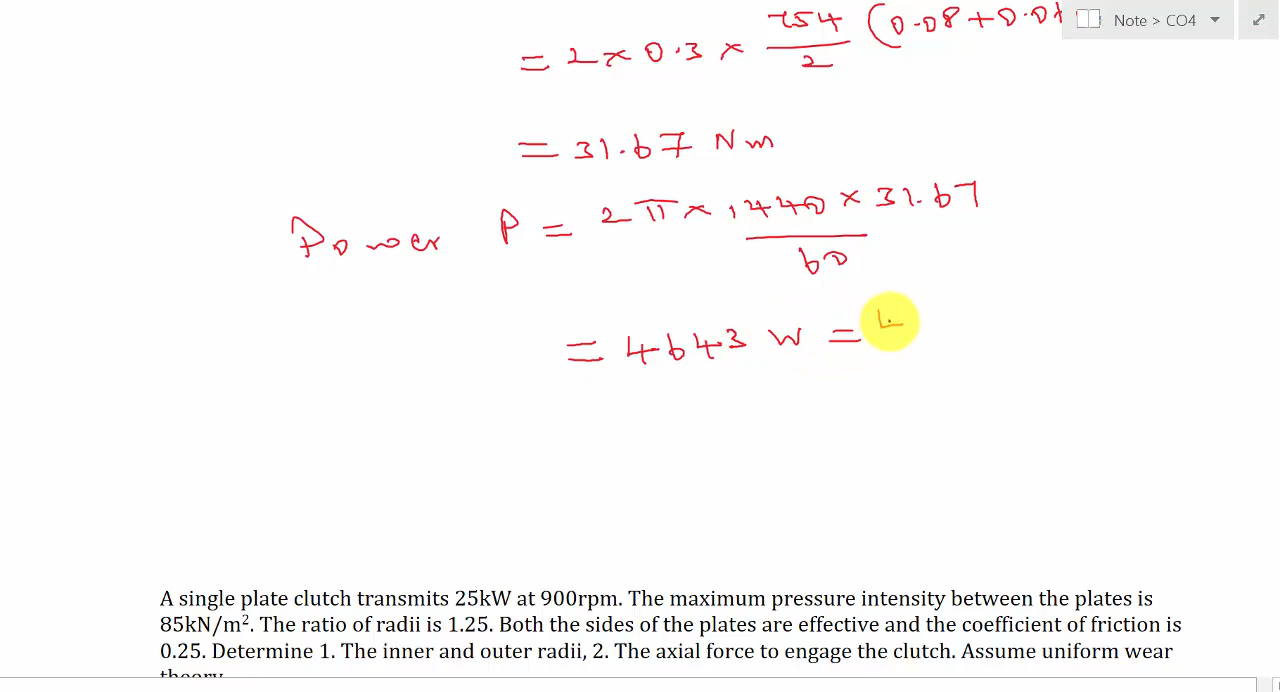 Note > CO4
754 (0.08+0.0
= 2 × 0.3 ×
2
= 31.67 Nm
Power P = 2π × 1440 × 31.67
60
= 4643 W = 4
A single plate clutch transmits 25kW at 900rpm. The maximum pressure intensity between the plates is
85kN/m². The ratio of radii is 1.25. Both the sides of the plates are effective and the coefficient of friction is
0.25. Determine 1. The inner and outer radii, 2. The axial force to engage the clutch. Assume uniform wear
theory